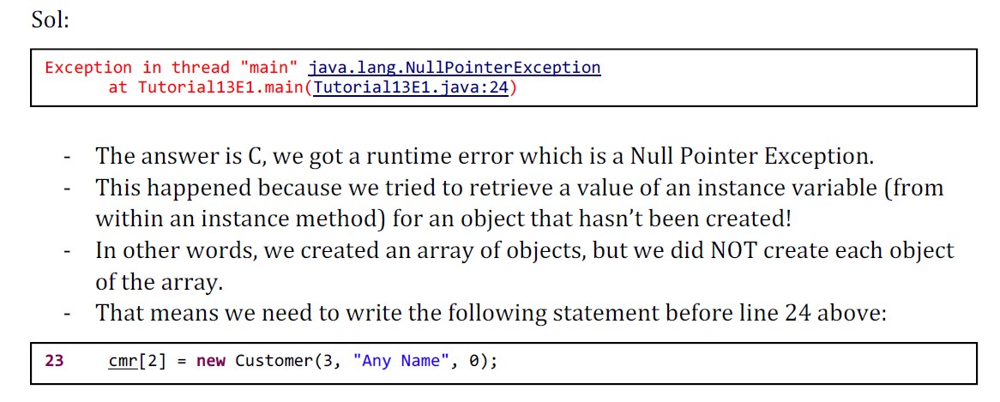 Sol:
Exception in thread "main" java.lang.NullPointerException
at Tutorial13E1.main(Tutorial13E1.java:24)
- The answer is C, we got a runtime error which is a Null Pointer Exception.
- This happened because we tried to retrieve a value of an instance variable (from
within an instance method) for an object that hasn’t been created!
- In other words, we created an array of objects, but we did NOT create each object
of the array.
- That means we need to write the following statement before line 24 above:
23 cmr[2] = new Customer(3, "Any Name", 0);